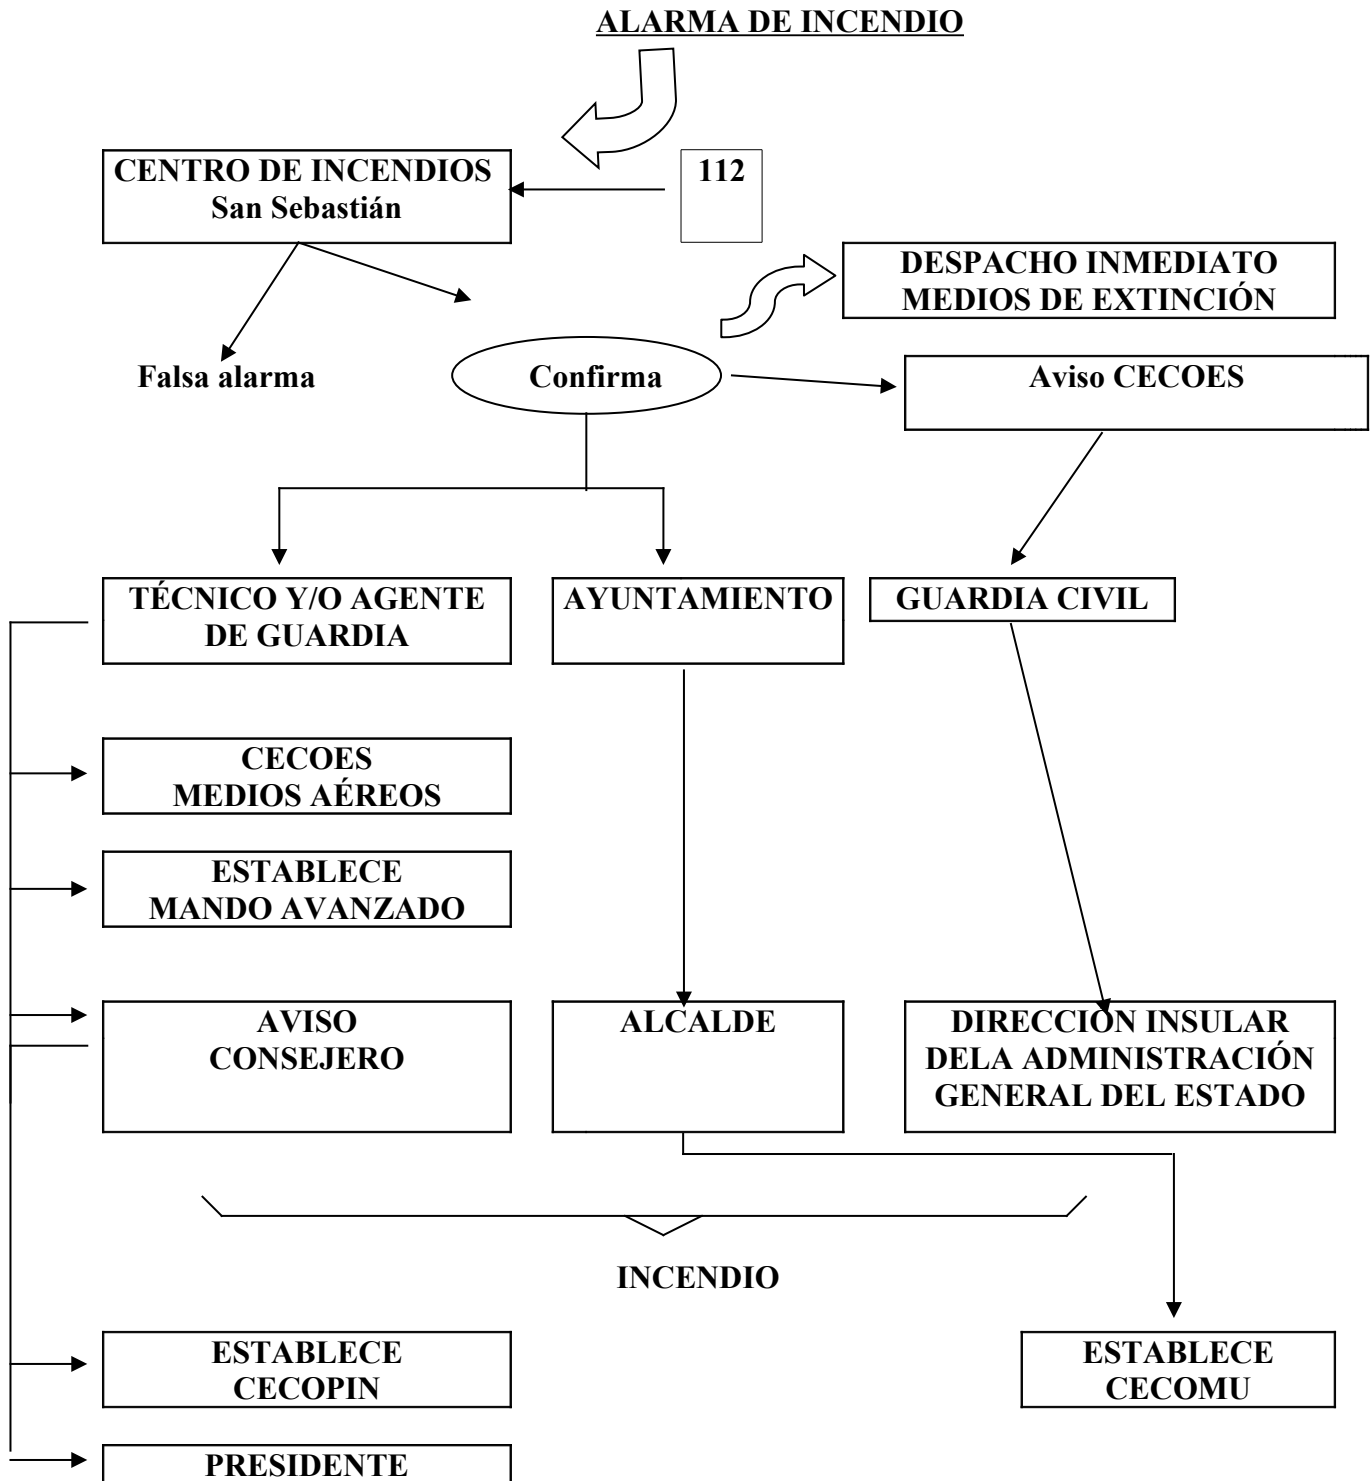 ALARMA DE INCENDIO
CENTRO DE INCENDIOS
San Sebastián
112
DESPACHO INMEDIATO
MEDIOS DE EXTINCIÓN
Falsa alarma
Confirma
Aviso CECOES
TÉCNICO Y/O AGENTE
DE GUARDIA
AYUNTAMIENTO
GUARDIA CIVIL
CECOES
MEDIOS AÉREOS
ESTABLECE
MANDO AVANZADO
AVISO
CONSEJERO
ALCALDE
DIRECCIÓN INSULAR
DELA ADMINISTRACIÓN
GENERAL DEL ESTADO
INCENDIO
ESTABLECE
CECOPIN
ESTABLECE
CECOMU
PRESIDENTE